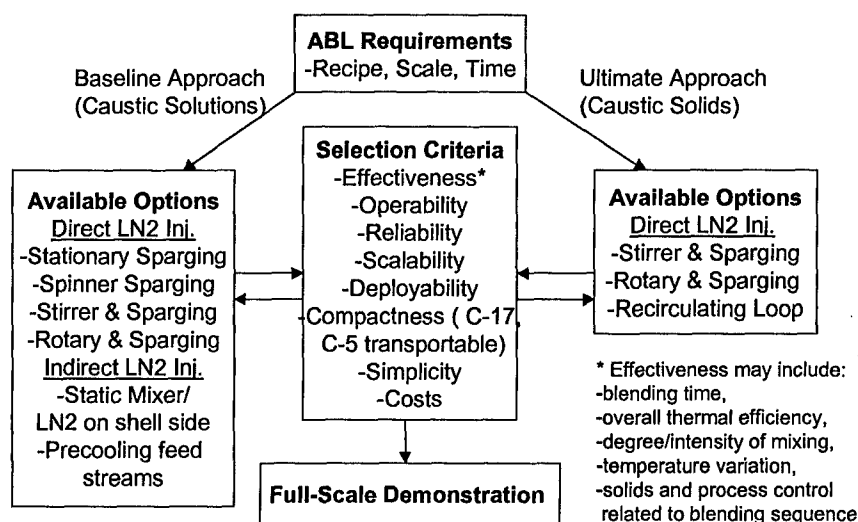 ABL Requirements
-Recipe, Scale, Time
Baseline Approach
(Caustic Solutions)
Ultimate Approach
(Caustic Solids)
Available Options
Direct LN2 Inj.
-Stationary Sparging
-Spinner Sparging
-Stirrer & Sparging
-Rotary & Sparging
Indirect LN2 Inj.
-Static Mixer/
LN2 on shell side
-Precooling feed
streams
Selection Criteria
-Effectiveness*
-Operability
-Reliability
-Scalability
-Deployability
-Compactness ( C-17,
C-5 transportable)
-Simplicity
-Costs
Available Options
Direct LN2 Inj.
-Stirrer & Sparging
-Rotary & Sparging
-Recirculating Loop
* Effectiveness may include:
-blending time,
-overall thermal efficiency,
-degree/intensity of mixing,
-temperature variation,
-solids and process control
related to blending sequence
Full-Scale Demonstration